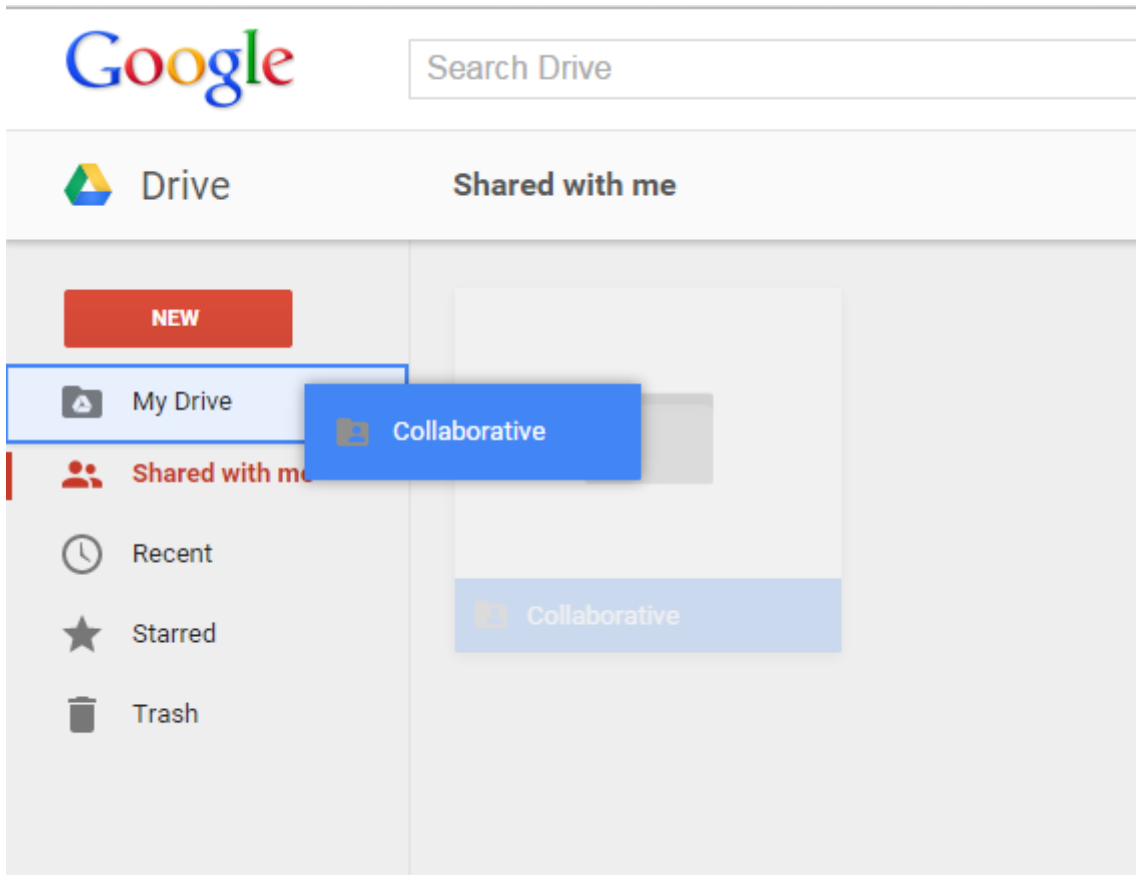 Google
Search Drive
Drive
Shared with me
NEW
My Drive
Collaborative
Shared with me
Recent
Starred
Collaborative
Trash